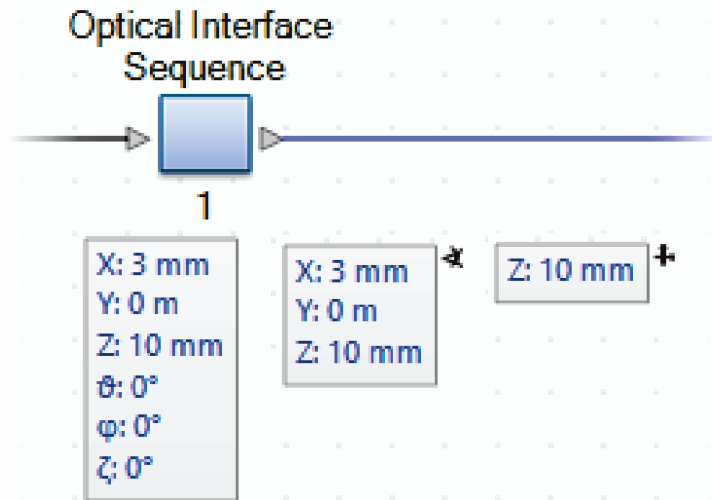 Optical Interface
Sequence
1
X: 3 mm
Y: 0 m
Z: 10 mm
ϑ: 0°
φ: 0°
ζ: 0°
X: 3 mm
Y: 0 m
Z: 10 mm
Z: 10 mm